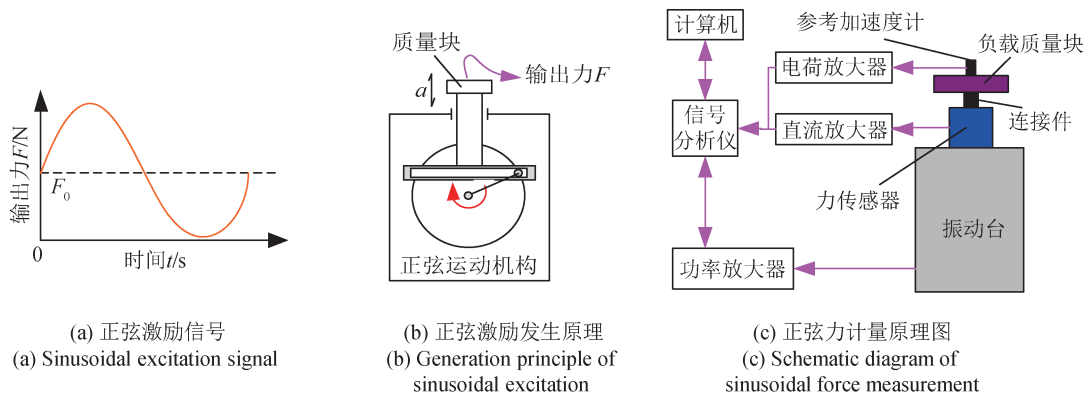 输出力F/N
F₀
0
时间t/s
(a) 正弦激励信号
(a) Sinusoidal excitation signal
质量块
输出力F
a
正弦运动机构
(b) 正弦激励发生原理
(b) Generation principle of
sinusoidal excitation
计算机
参考加速度计
负载质量块
电荷放大器
信号
分析仪
直流放大器
连接件
力传感器
振动台
功率放大器
(c) 正弦力计量原理图
(c) Schematic diagram of
sinusoidal force measurement